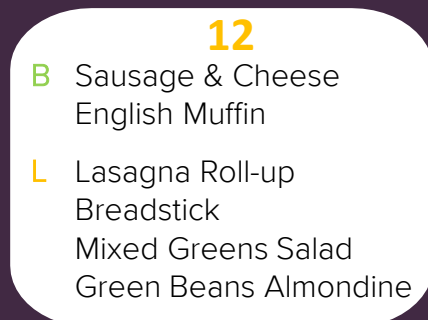 12
B Sausage & Cheese
English Muffin
L Lasagna Roll-up
Breadstick
Mixed Greens Salad
Green Beans Almondine